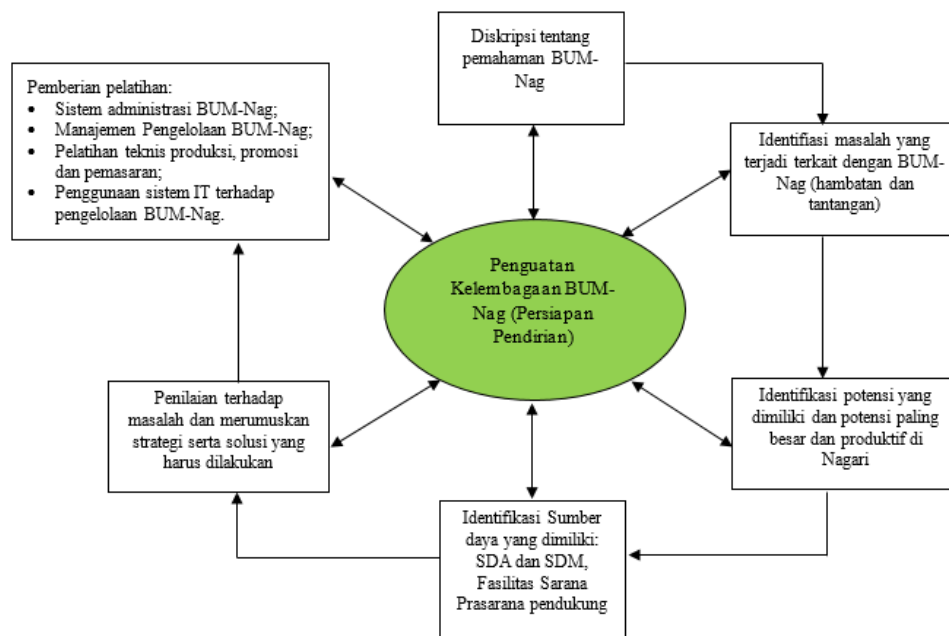 Diskripsi tentang
pemahaman BUM-
Nag
Pemberian pelatihan:
• Sistem administrasi BUM-Nag;
• Manajemen Pengelolaan BUM-Nag;
• Pelatihan teknis produksi, promosi
dan pemasaran;
• Penggunaan sistem IT terhadap
pengelolaan BUM-Nag.
Identifiasi masalah yang
terjadi terkait dengan BUM-
Nag (hambatan dan
tantangan)
Penguatan
Kelembagaan BUM-
Nag (Persiapan
Pendirian)
Penilaian terhadap
masalah dan merumuskan
strategi serta solusi yang
harus dilakukan
Identifikasi potensi yang
dimiliki dan potensi paling
besar dan produktif di
Nagari
Identifikasi Sumber
daya yang dimiliki:
SDA dan SDM,
Fasilitas Sarana
Prasarana pendukung